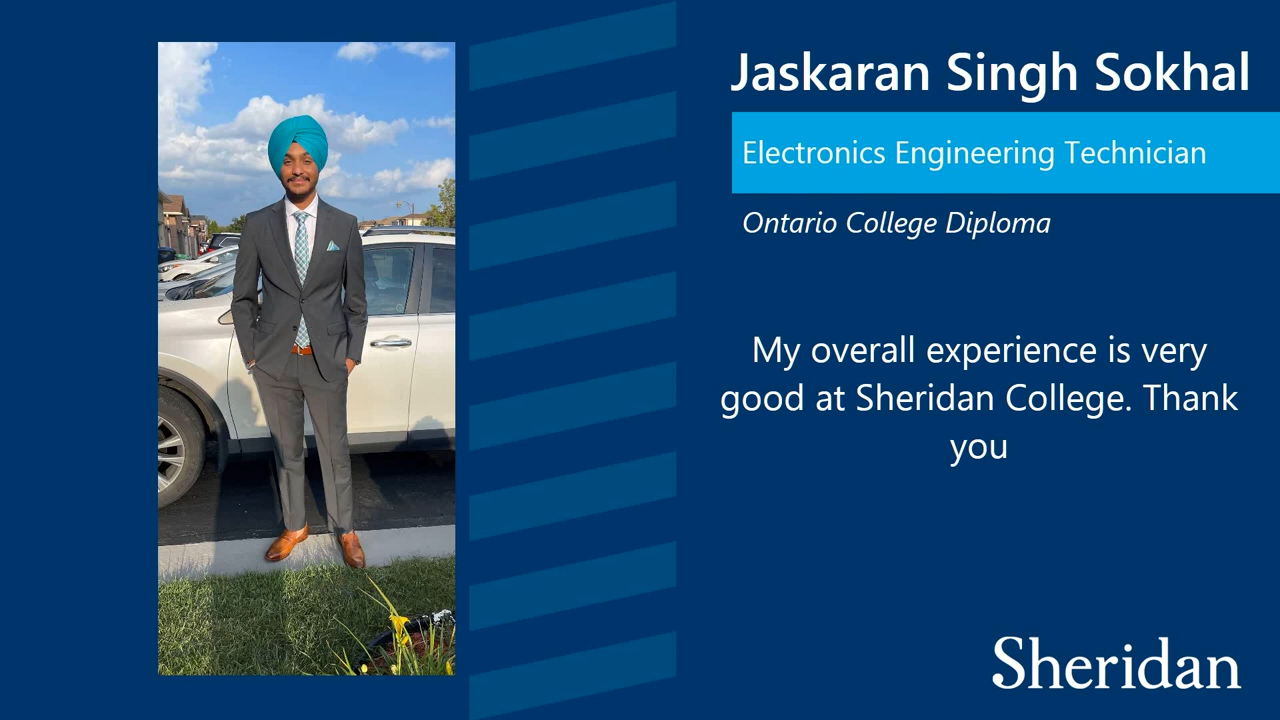 Jaskaran Singh Sokhal
Electronics Engineering Technician
Ontario College Diploma
My overall experience is very
good at Sheridan College. Thank
you
Sheridan